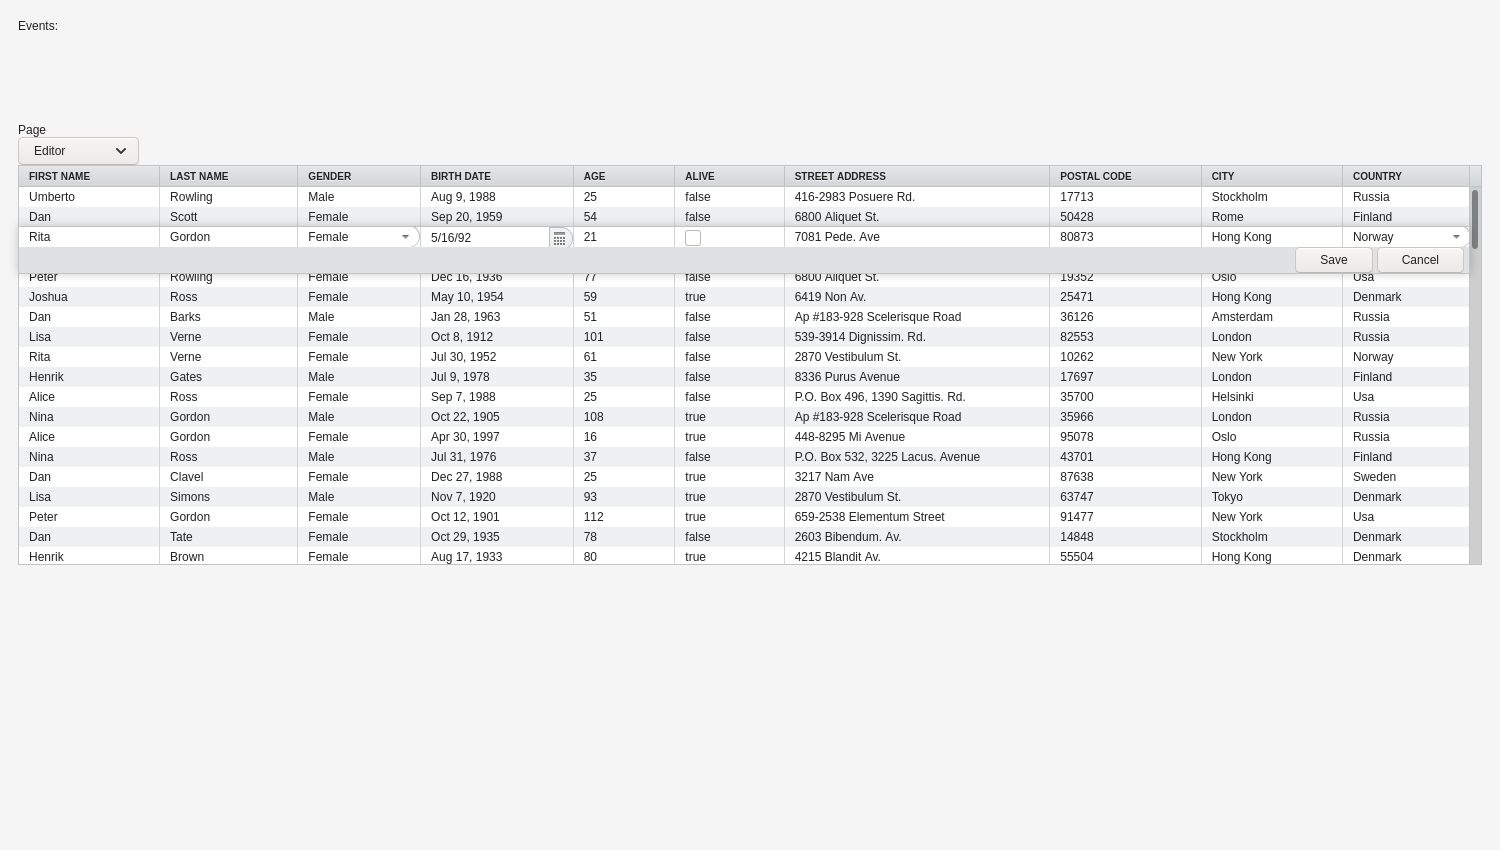 Events:
Page
Editor
FIRST NAME LAST NAME GENDER BIRTH DATE AGE ALIVE STREET ADDRESS POSTAL CODE CITY COUNTRY
Umberto Rowling Male Aug 9, 1988 25 false 416-2983 Posuere Rd. 17713 Stockholm Russia
Dan Scott Female Sep 20, 1959 54 false 6800 Aliquet St. 50428 Rome Finland
Rita Gordon Female 5/16/92 21 7081 Pede. Ave 80873 Hong Kong Norway
Save Cancel
Peter Rowling Female Dec 16, 1936 77 false 6800 Aliquet St. 19352 Oslo Usa
Joshua Ross Female May 10, 1954 59 true 6419 Non Av. 25471 Hong Kong Denmark
Dan Barks Male Jan 28, 1963 51 false Ap #183-928 Scelerisque Road 36126 Amsterdam Russia
Lisa Verne Female Oct 8, 1912 101 false 539-3914 Dignissim. Rd. 82553 London Russia
Rita Verne Female Jul 30, 1952 61 false 2870 Vestibulum St. 10262 New York Norway
Henrik Gates Male Jul 9, 1978 35 false 8336 Purus Avenue 17697 London Finland
Alice Ross Female Sep 7, 1988 25 false P.O. Box 496, 1390 Sagittis. Rd. 35700 Helsinki Usa
Nina Gordon Male Oct 22, 1905 108 true Ap #183-928 Scelerisque Road 35966 London Russia
Alice Gordon Female Apr 30, 1997 16 true 448-8295 Mi Avenue 95078 Oslo Russia
Nina Ross Male Jul 31, 1976 37 false P.O. Box 532, 3225 Lacus. Avenue 43701 Hong Kong Finland
Dan Clavel Female Dec 27, 1988 25 true 3217 Nam Ave 87638 New York Sweden
Lisa Simons Male Nov 7, 1920 93 true 2870 Vestibulum St. 63747 Tokyo Denmark
Peter Gordon Female Oct 12, 1901 112 true 659-2538 Elementum Street 91477 New York Usa
Dan Tate Female Oct 29, 1935 78 false 2603 Bibendum. Av. 14848 Stockholm Denmark
Henrik Brown Female Aug 17, 1933 80 true 4215 Blandit Av. 55504 Hong Kong Denmark